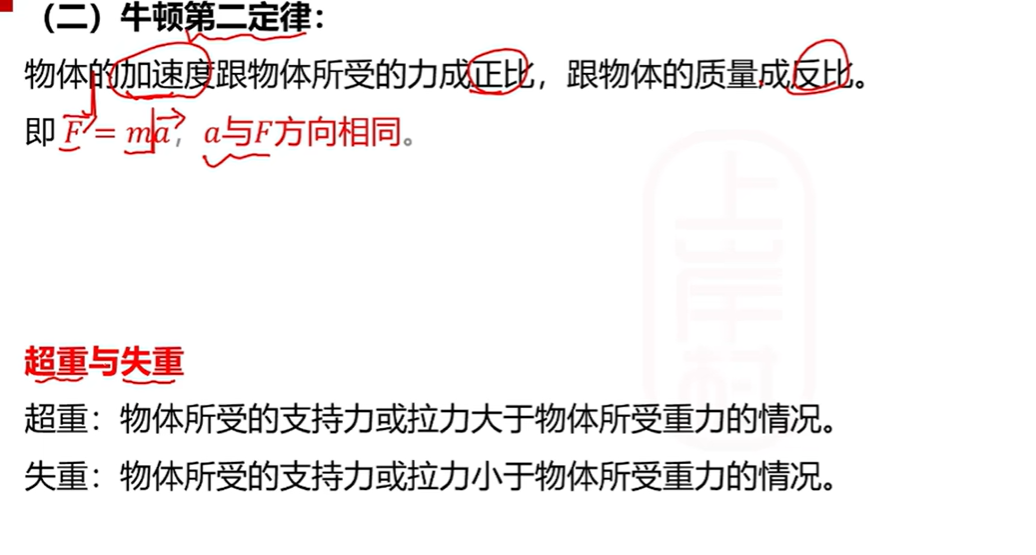 （二）牛顿第二定律：
物体的加速度跟物体所受的力成正比，跟物体的质量成反比。
即 F = ma，a与F方向相同。
上岸村
超重与失重
超重：物体所受的支持力或拉力大于物体所受重力的情况。
失重：物体所受的支持力或拉力小于物体所受重力的情况。